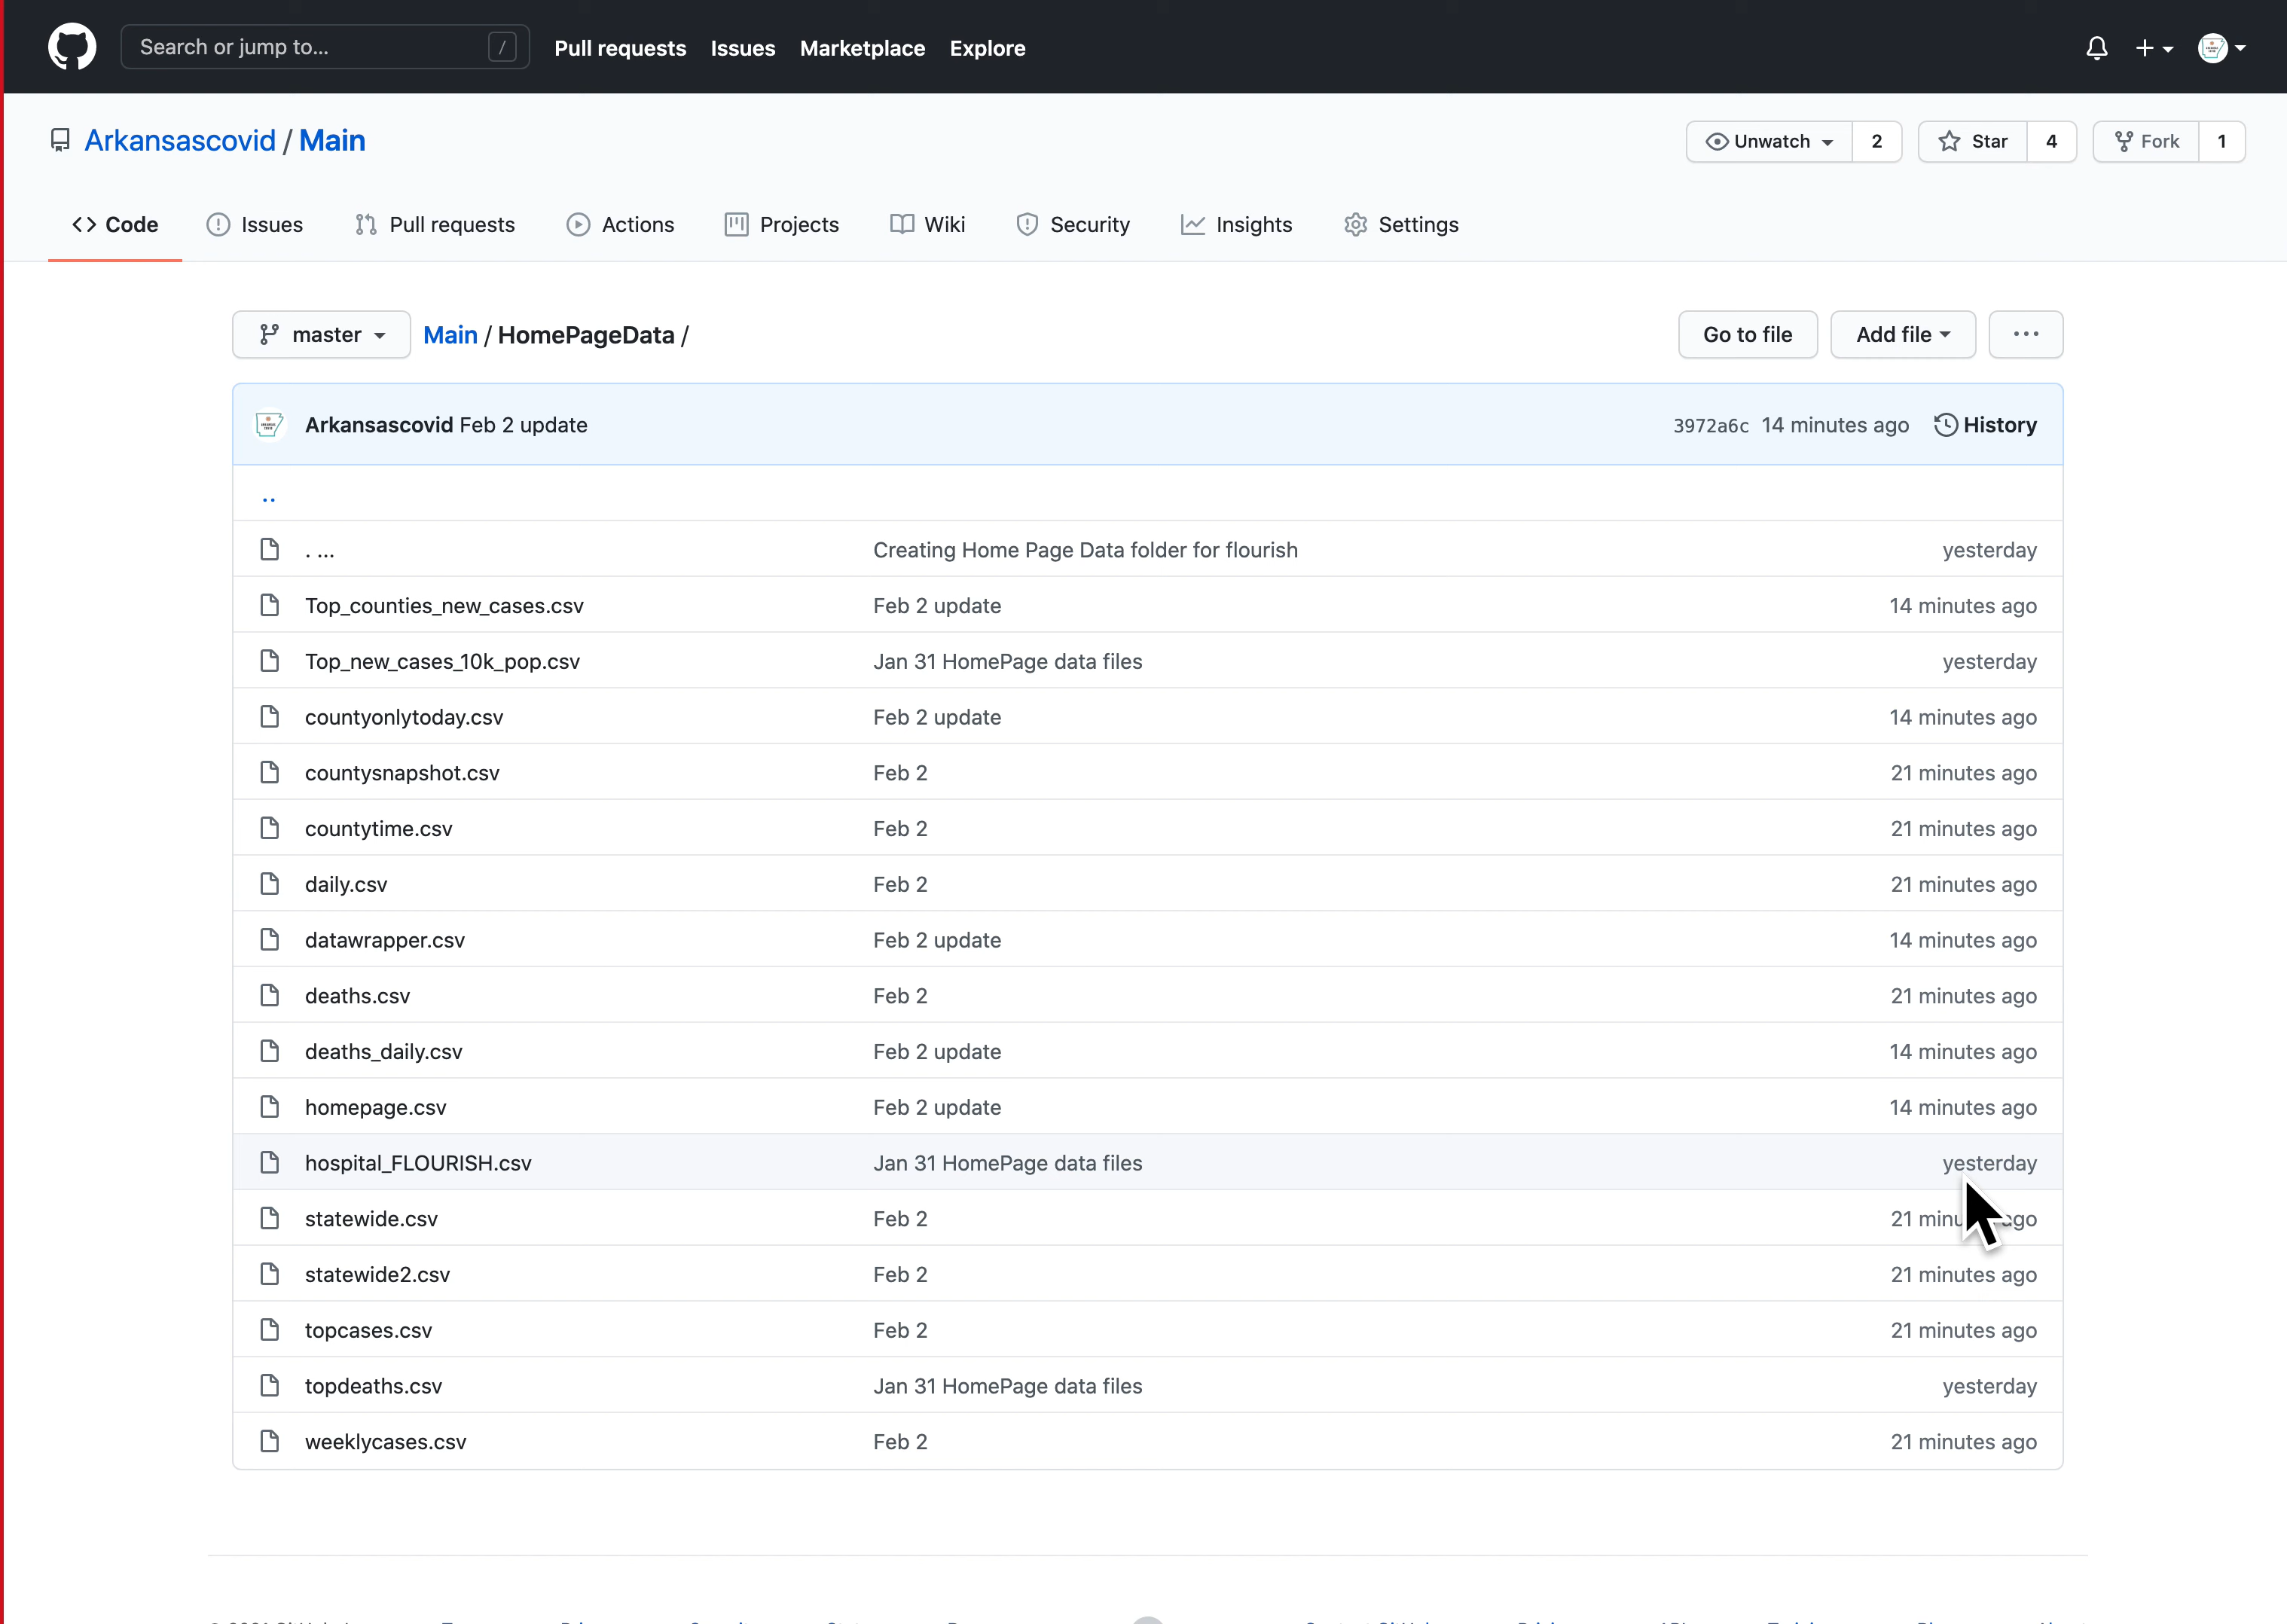 Search or jump to... / Pull requests Issues Marketplace Explore
Arkansascovid / Main Unwatch 2 Star 4 Fork 1
Code Issues Pull requests Actions Projects Wiki Security Insights Settings
master Main / HomePageData / Go to file Add file ...
Arkansascovid Feb 2 update 3972a6c 14 minutes ago History
..
. ... Creating Home Page Data folder for flourish yesterday
Top_counties_new_cases.csv Feb 2 update 14 minutes ago
Top_new_cases_10k_pop.csv Jan 31 HomePage data files yesterday
countyonlytoday.csv Feb 2 update 14 minutes ago
countysnapshot.csv Feb 2 21 minutes ago
countytime.csv Feb 2 21 minutes ago
daily.csv Feb 2 21 minutes ago
datawrapper.csv Feb 2 update 14 minutes ago
deaths.csv Feb 2 21 minutes ago
deaths_daily.csv Feb 2 update 14 minutes ago
homepage.csv Feb 2 update 14 minutes ago
hospital_FLOURISH.csv Jan 31 HomePage data files yesterday
statewide.csv Feb 2 21 ago
statewide2.csv Feb 2 21 minutes ago
topcases.csv Feb 2 21 minutes ago
topdeaths.csv Jan 31 HomePage data files yesterday
weeklycases.csv Feb 2 21 minutes ago